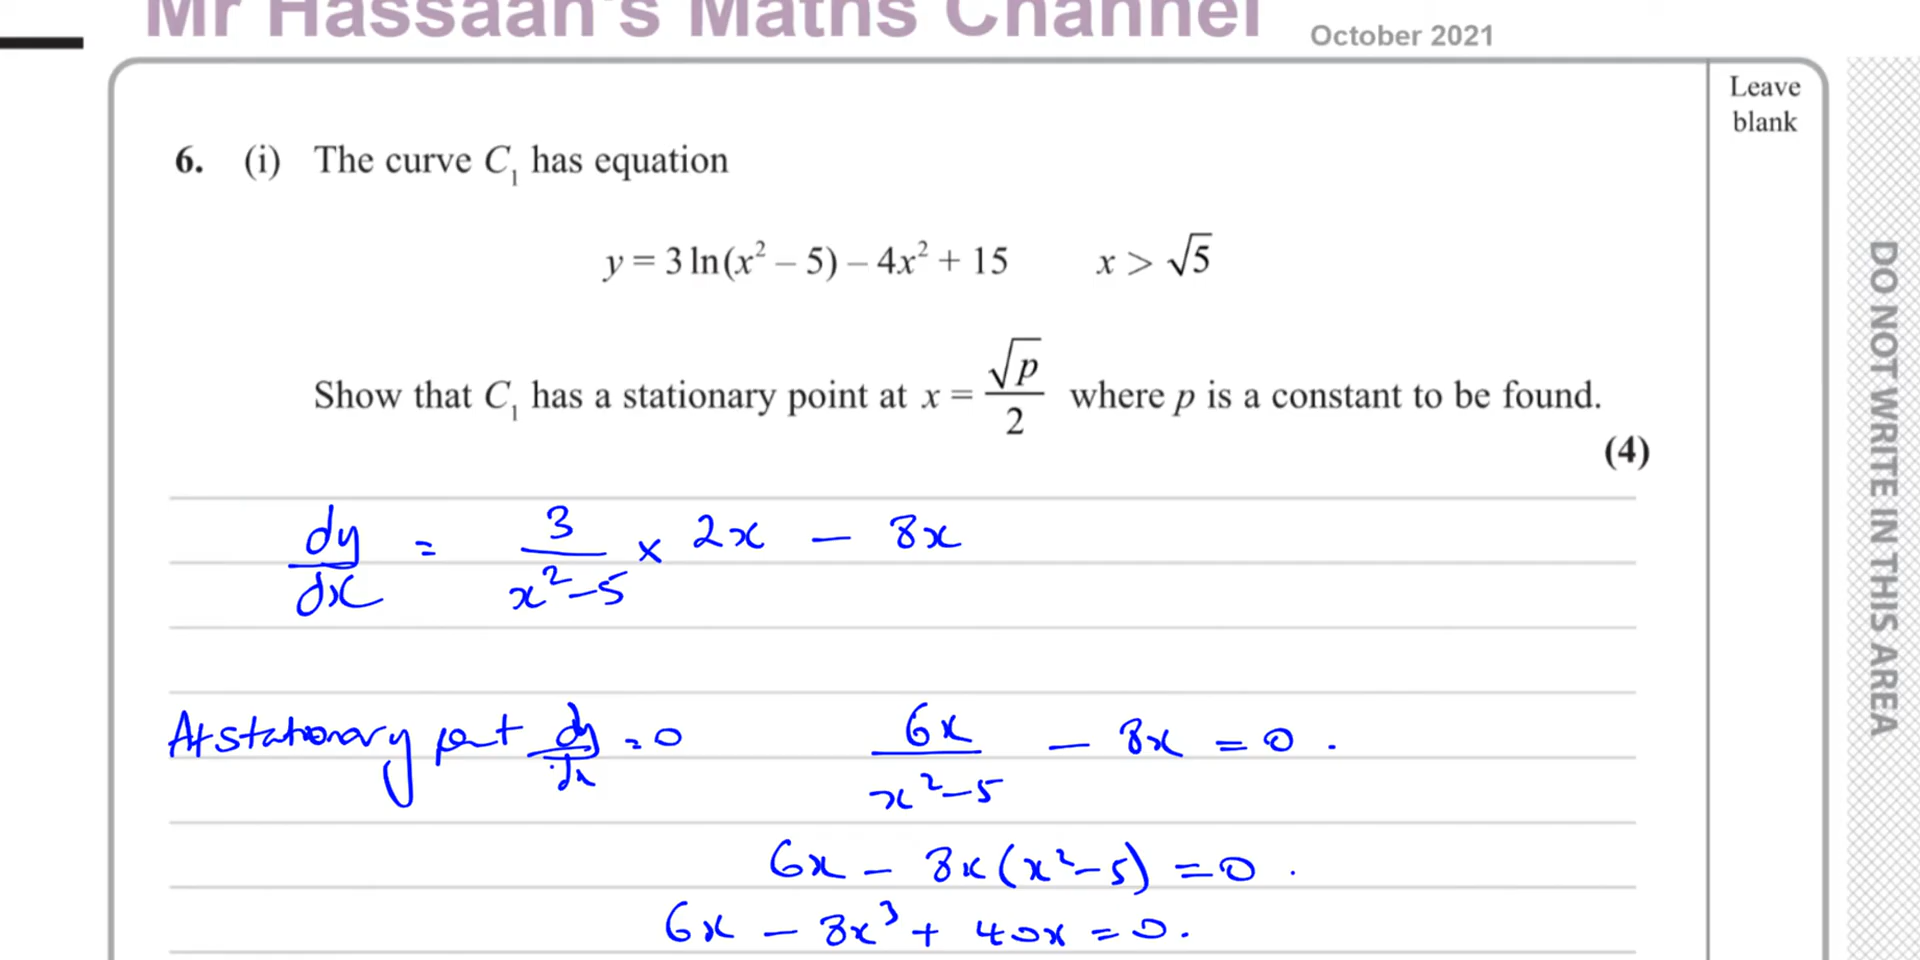 Mr Hassaan's Maths Channel
October 2021
Leave
blank
6. (i) The curve C₁ has equation
y = 3 ln(x² – 5) – 4x² + 15 x > √5
Show that C₁ has a stationary point at x = √p/2 where p is a constant to be found.
(4)
dy/dx = 3/(x²–5) × 2x – 8x
At stationary point dy/dx = 0 6x/(x²–5) – 8x = 0.
6x – 8x(x²–5) = 0.
6x – 8x³ + 40x = 0.
DO NOT WRITE IN THIS AREA